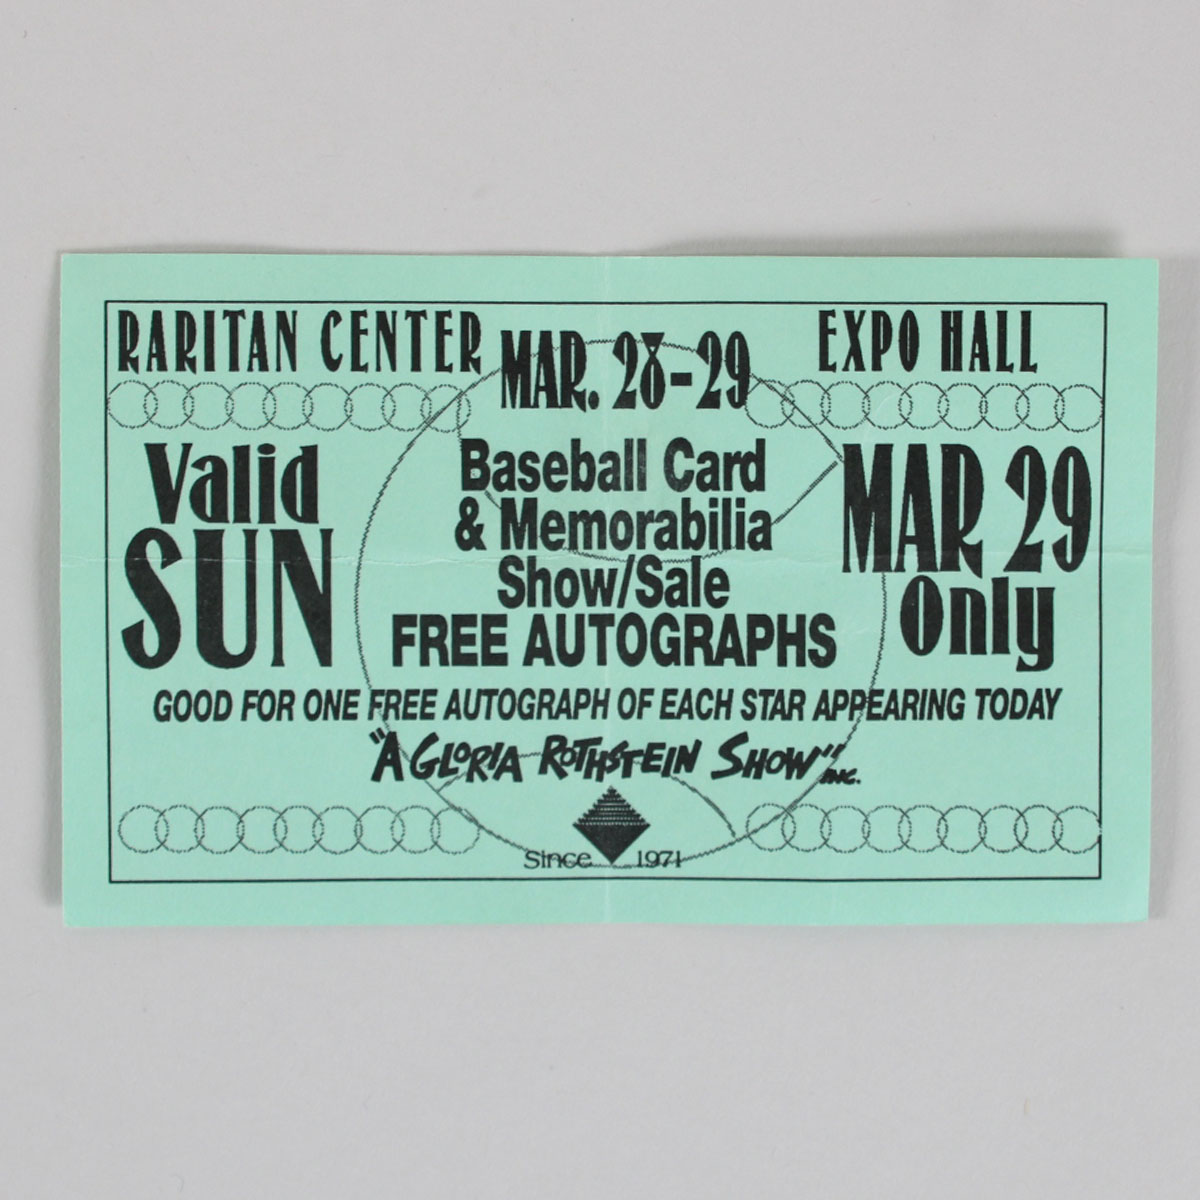 RARITAN CENTER
MAR. 28-29
EXPO HALL
Valid
SUN
Baseball Card
& Memorabilia
Show/Sale
FREE AUTOGRAPHS
MAR 29
Only
GOOD FOR ONE FREE AUTOGRAPH OF EACH STAR APPEARING TODAY
"A GLORIA ROTHSTEIN SHOW" INC.
Since 1971